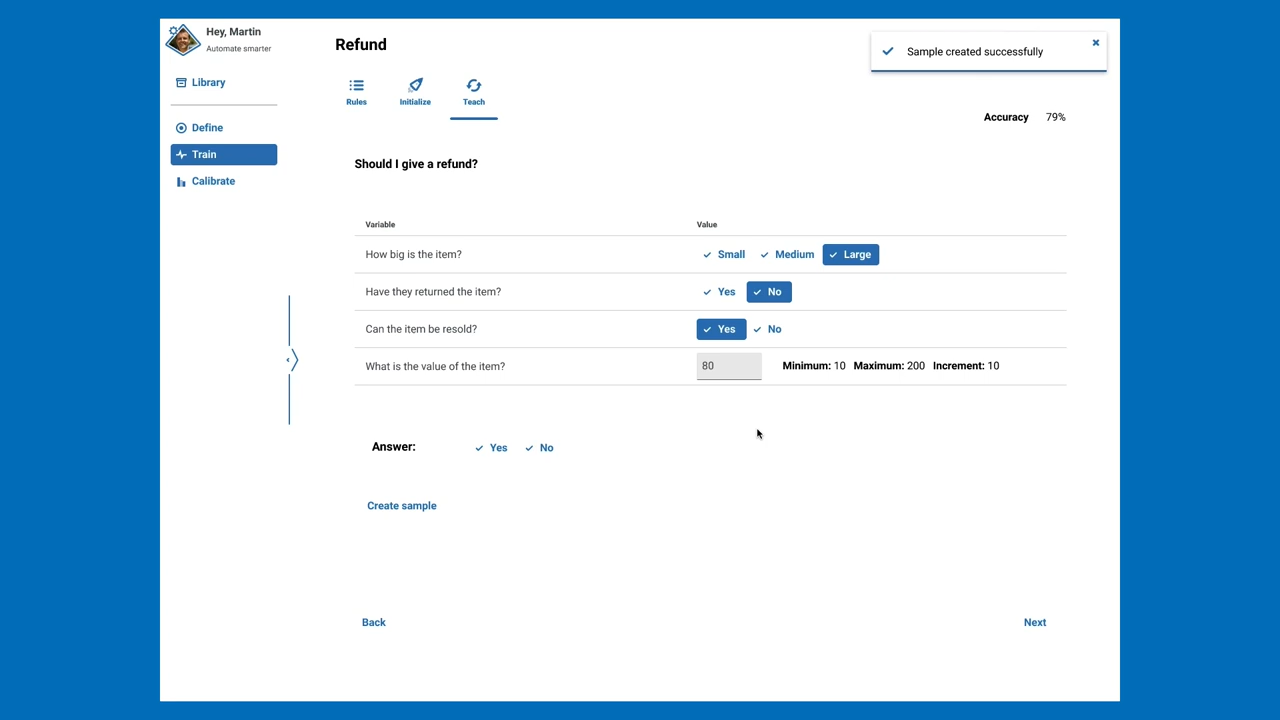 Hey, Martin
Automate smarter
Refund
Sample created successfully
Library
Rules
Initialize
Teach
Accuracy 79%
Define
Train
Calibrate
Should I give a refund?
Variable Value
How big is the item? Small Medium Large
Have they returned the item? Yes No
Can the item be resold? Yes No
What is the value of the item? 80 Minimum: 10 Maximum: 200 Increment: 10
Answer: Yes No
Create sample
Back Next